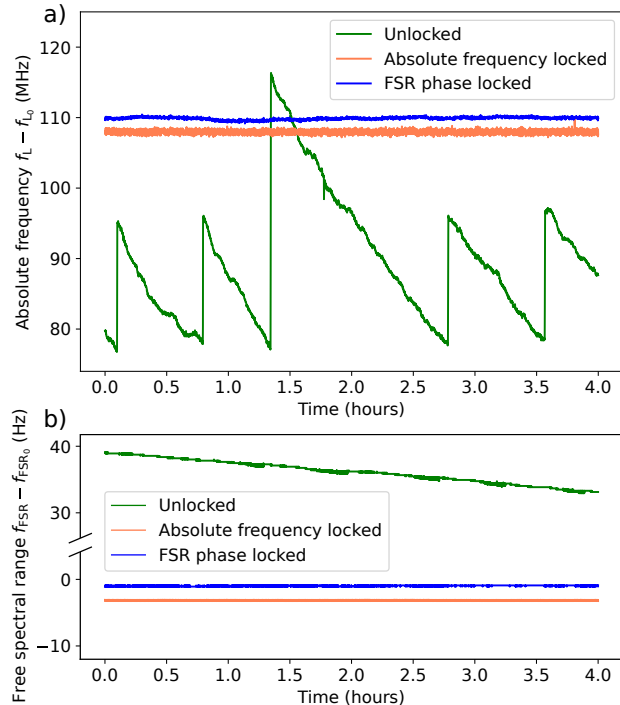 a)
Absolute frequency f_L − f_L₀ (MHz)
120
110
100
90
80
Unlocked
Absolute frequency locked
FSR phase locked
0.0 0.5 1.0 1.5 2.0 2.5 3.0 3.5 4.0
Time (hours)
b)
Free spectral range f_FSR − f_FSR₀ (Hz)
40
30
0
−10
Unlocked
Absolute frequency locked
FSR phase locked
0.0 0.5 1.0 1.5 2.0 2.5 3.0 3.5 4.0
Time (hours)